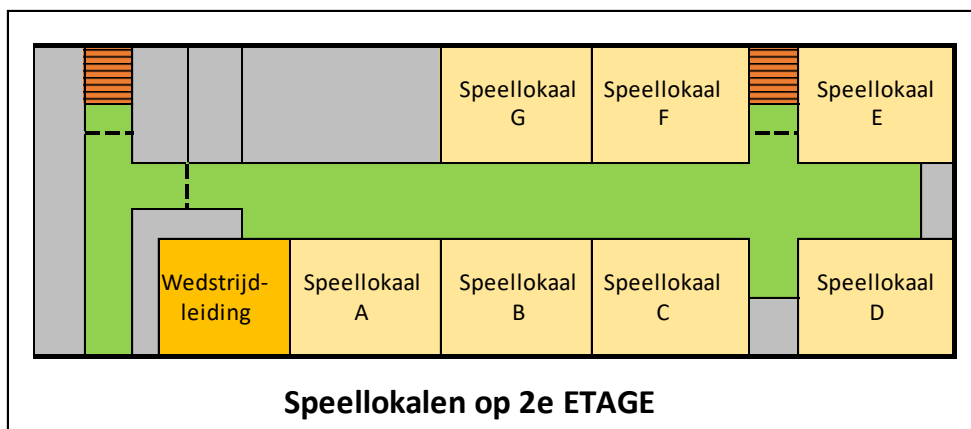 Speellokaal
G
Speellokaal
F
Speellokaal
E
Wedstrijd-
leiding
Speellokaal
A
Speellokaal
B
Speellokaal
C
Speellokaal
D
Speellokalen op 2e ETAGE